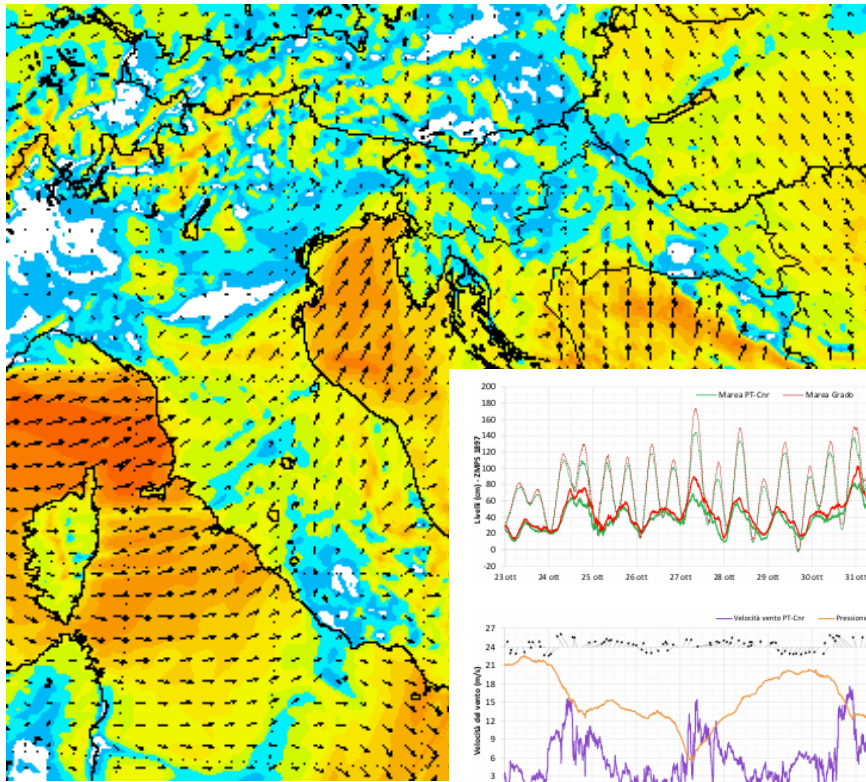 Marea PT-Cnr
Marea Grado
Livelli (cm) - ZMPS 1897
200
180
160
140
120
100
80
60
40
20
0
-20
23 ott
24 ott
25 ott
26 ott
27 ott
28 ott
29 ott
30 ott
31 ott
Velocità vento PT-Cnr
Pressione
Velocità del vento (m/s)
27
24
21
18
15
12
9
6
3